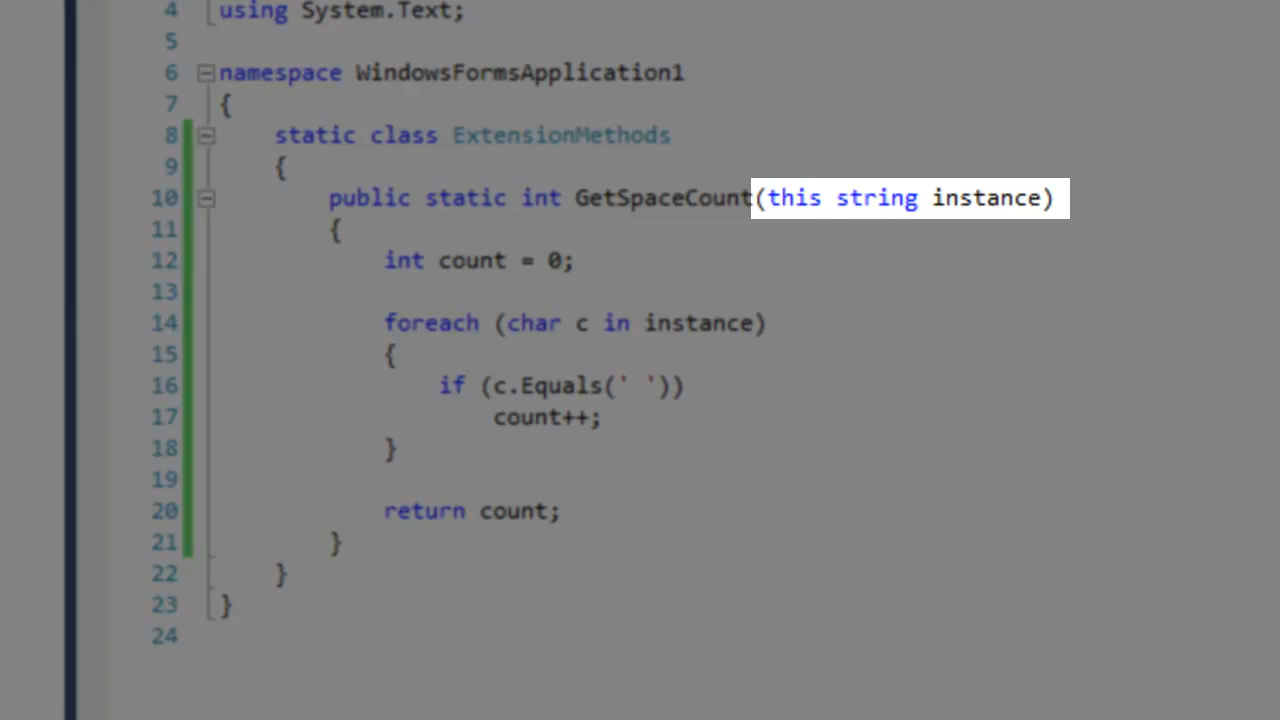 4 using System.Text;
5
6 namespace WindowsFormsApplication1
7 {
8 static class ExtensionMethods
9 {
10 public static int GetSpaceCount(this string instance)
11 {
12 int count = 0;
13
14 foreach (char c in instance)
15 {
16 if (c.Equals(' '))
17 count++;
18 }
19
20 return count;
21 }
22 }
23 }
24